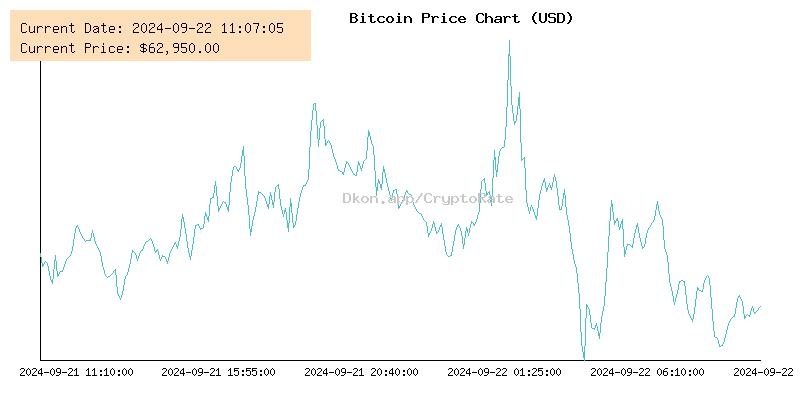 Bitcoin Price Chart (USD)
Current Date: 2024-09-22 11:07:05
Current Price: $62,950.00
Dkon.app/CryptoRate
2024-09-21 11:10:00 2024-09-21 15:55:00 2024-09-21 20:40:00 2024-09-22 01:25:00 2024-09-22 06:10:00 2024-09-22